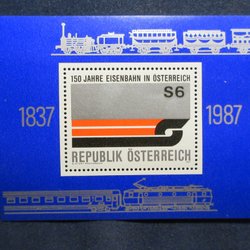 150 JAHRE EISENBAHN IN ÖSTERREICH
S6
1837
1987
REPUBLIK ÖSTERREICH